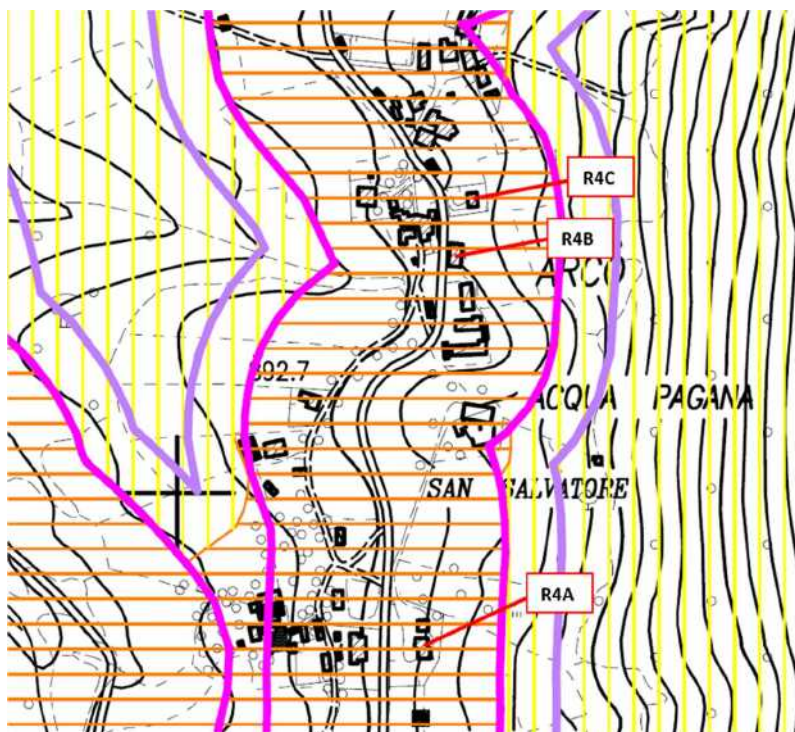 R4C
R4B
ARCO
892.7
ACQUA PAGANA
SAN SALVATORE
R4A